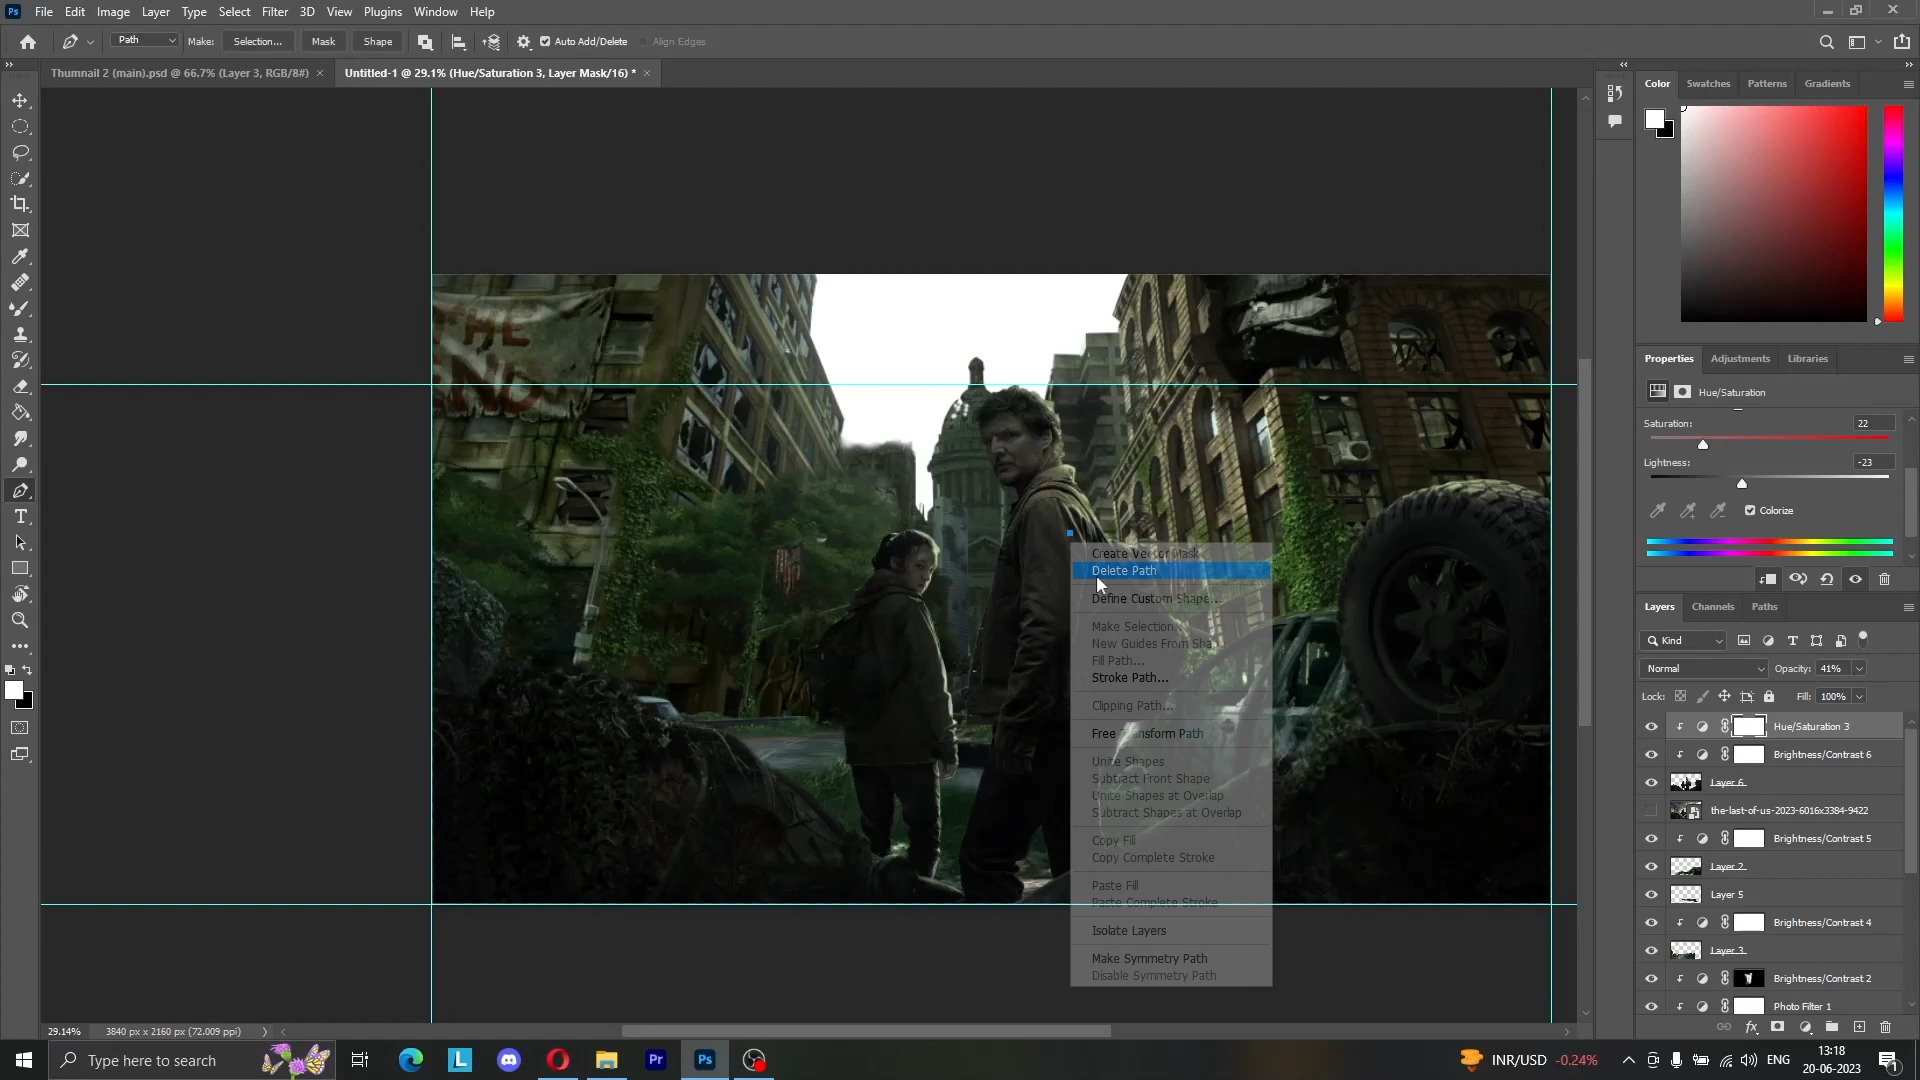 Ps File Edit Image Layer Type Select Filter 3D View Plugins Window Help
Path Make: Selection... Mask Shape Auto Add/Delete Align Edges
Thumnail 2 (main).psd @ 66.7% (Layer 3, RGB/8#) ×
Untitled-1 @ 29.1% (Hue/Saturation 3, Layer Mask/16) * ×
THE
END
Create Vector Mask
Delete Path
Define Custom Shape...
Make Selection...
New Guides From Sha
Fill Path...
Stroke Path...
Clipping Path...
Free Transform Path
Unite Shapes
Subtract Front Shape
Unite Shapes at Overlap
Subtract Shapes at Overlap
Copy Fill
Copy Complete Stroke
Paste Fill
Paste Complete Stroke
Isolate Layers
Make Symmetry Path
Disable Symmetry Path
Color Swatches Patterns Gradients
Properties Adjustments Libraries
Hue/Saturation
Saturation: 22
Lightness: -23
Colorize
Layers Channels Paths
Kind
Normal Opacity: 41%
Lock: Fill: 100%
Hue/Saturation 3
Brightness/Contrast 6
Layer 6
the-last-of-us-2023-6016x3384-9422
Brightness/Contrast 5
Layer 2
Layer 5
Brightness/Contrast 4
Layer 3
Brightness/Contrast 2
Photo Filter 1
29.14% 3840 px x 2160 px (72.009 ppi)
Type here to search
L
Pr
Ps
INR/USD -0.24%
ENG
13:18
20-06-2023
1